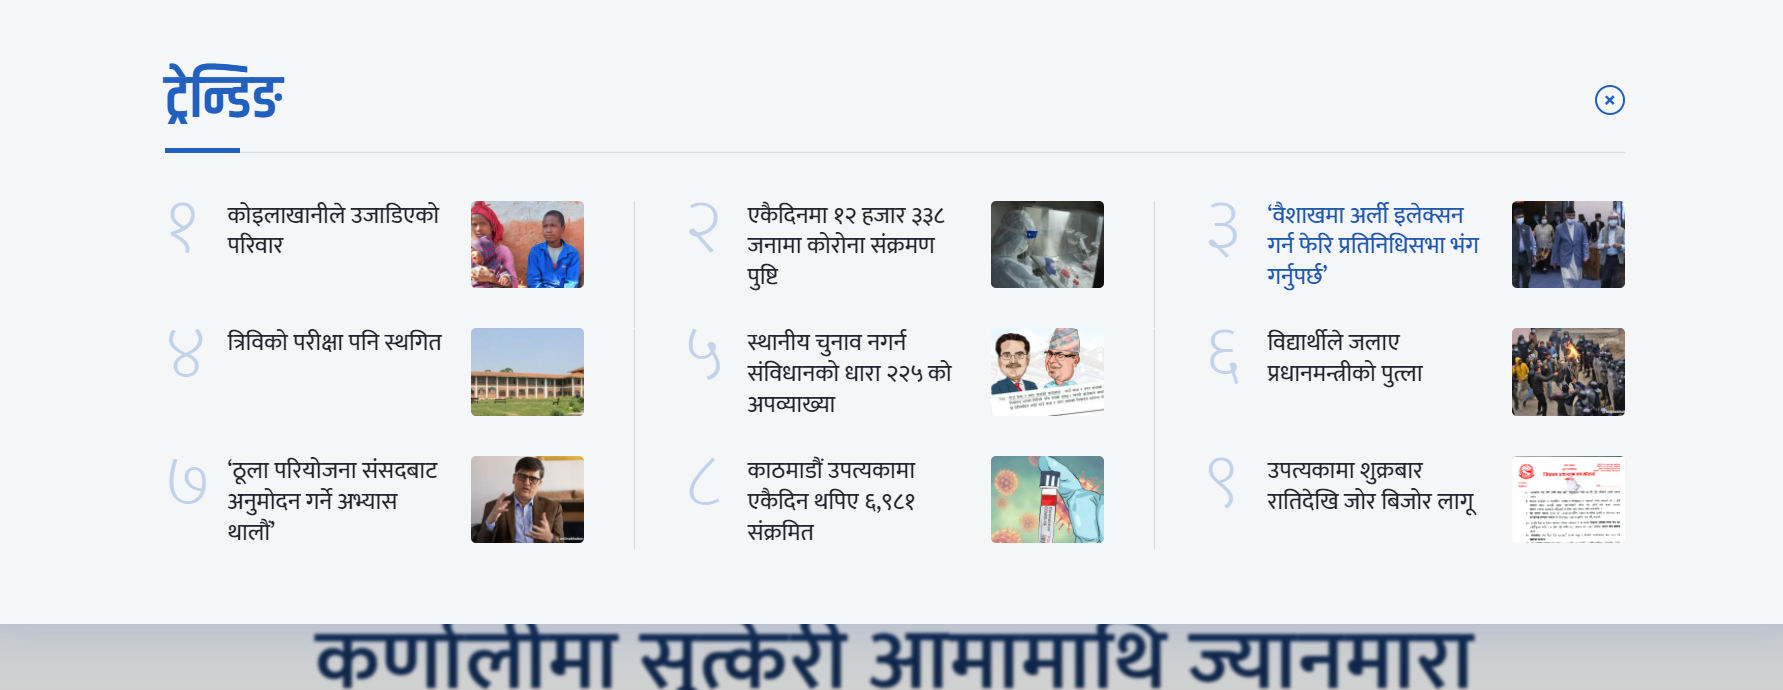 ट्रेन्डिङ
१
कोइलाखानीले उजाडिएको
परिवार
२
एकैदिनमा १२ हजार ३३८
जनामा कोरोना संक्रमण
पुष्टि
३
‘वैशाखमा अर्ली इलेक्सन
गर्न फेरि प्रतिनिधिसभा भंग
गर्नुपर्छ’
४
त्रिविको परीक्षा पनि स्थगित
५
स्थानीय चुनाव नगर्न
संविधानको धारा २२५ को
अपव्याख्या
६
विद्यार्थीले जलाए
प्रधानमन्त्रीको पुत्ला
७
‘ठूला परियोजना संसदबाट
अनुमोदन गर्ने अभ्यास
थालौं’
८
काठमाडौं उपत्यकामा
एकैदिन थपिए ६,९८१
संक्रमित
९
उपत्यकामा शुक्रबार
रातिदेखि जोर बिजोर लागू
कर्णालीमा सुत्केरी आमामाथि ज्यानमारा